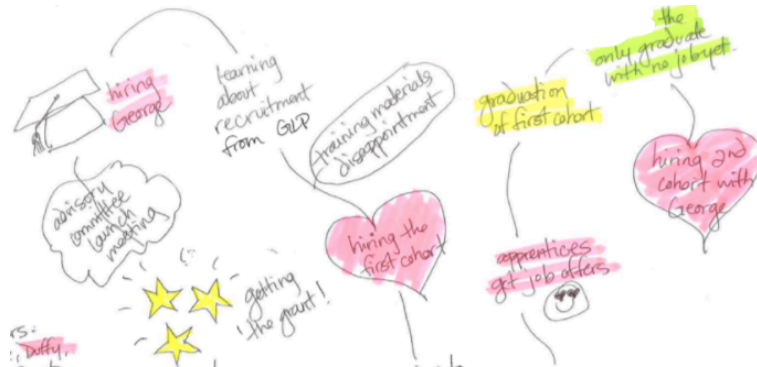 hiring
George
learning
about
recruitment
from GLP
training materials
disappointment
graduation
of first cohort
the
only graduate
with no job yet.
hiring 2nd
cohort with
George
advisory
committee
launch
meeting
hiring the
first cohort
apprentices
get job offers
getting
the grant!
rs:
Duffy,